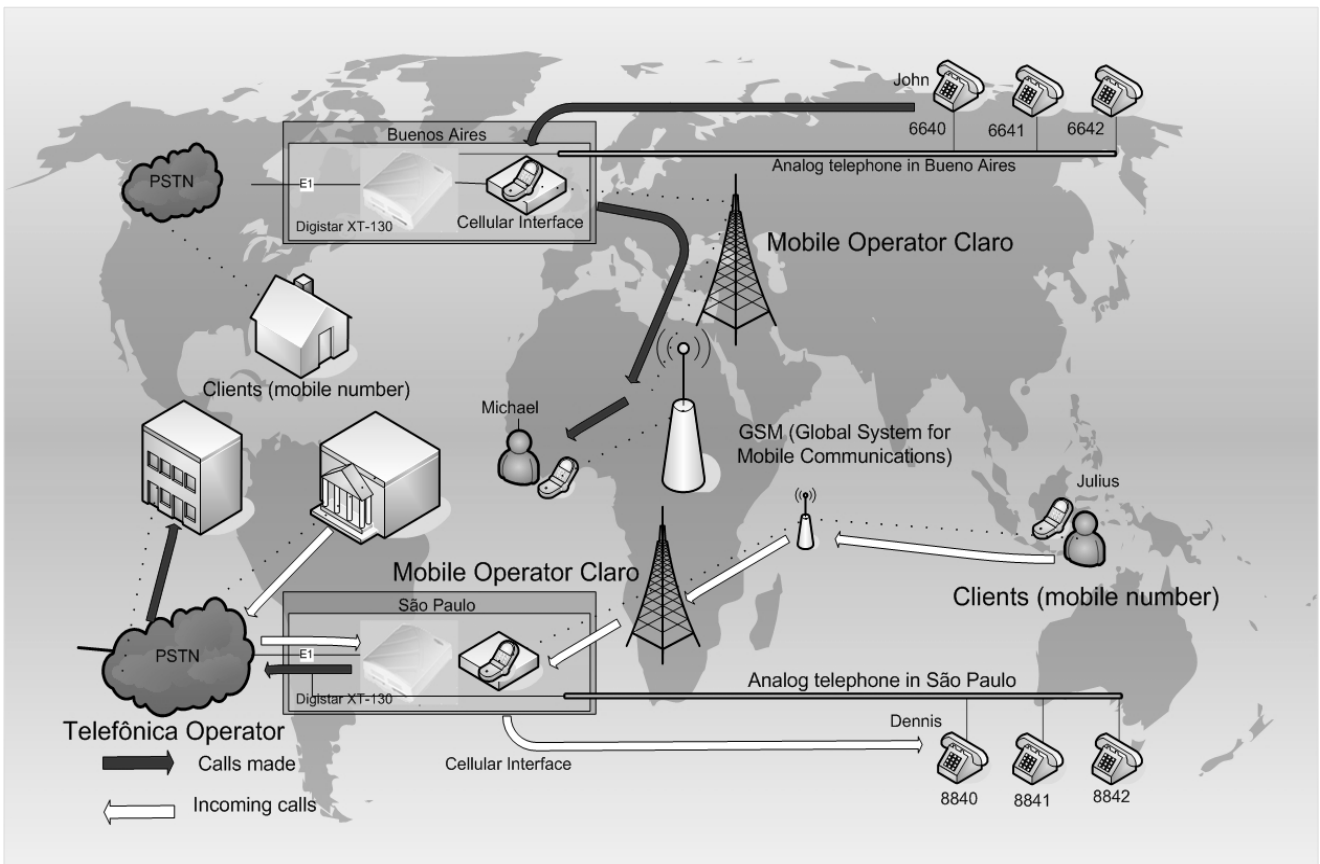 John
6640
6641
6642
Buenos Aires
Analog telephone in Bueno Aires
PSTN
E1
Digistar XT-130
Cellular Interface
Mobile Operator Claro
Clients (mobile number)
Michael
GSM (Global System for
Mobile Communications)
Julius
Mobile Operator Claro
Clients (mobile number)
São Paulo
PSTN
E1
Digistar XT-130
Analog telephone in São Paulo
Telefônica Operator
Dennis
Calls made
Cellular Interface
Incoming calls
8840
8841
8842